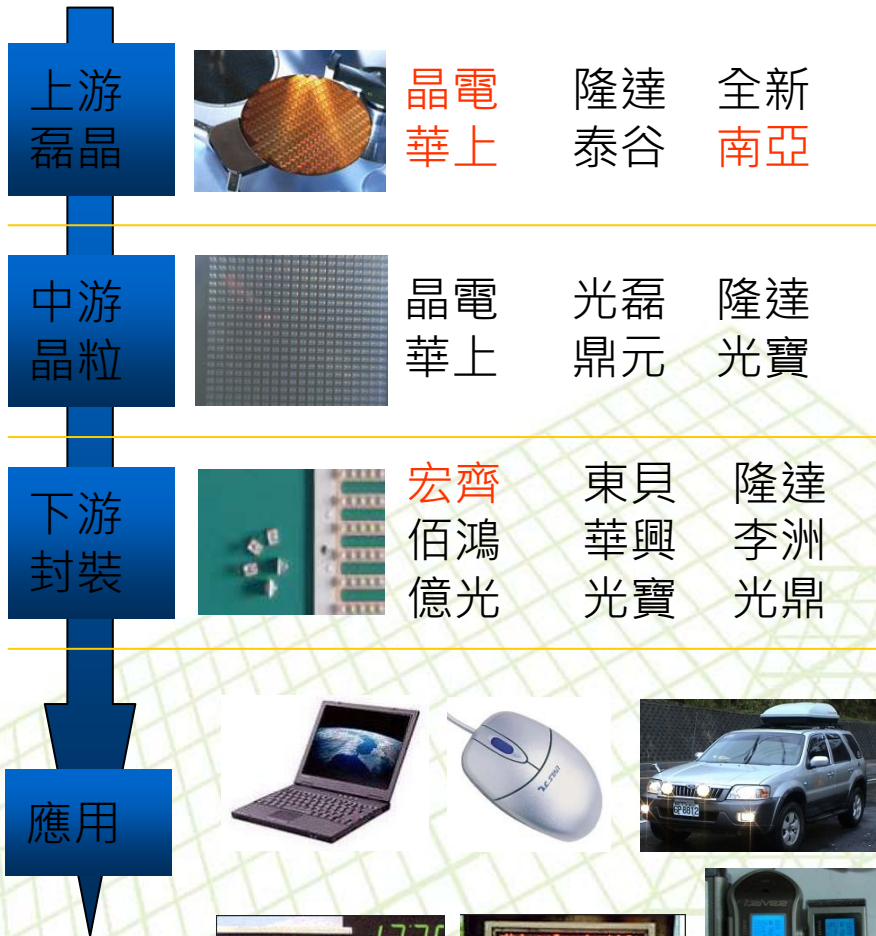 上游
磊晶
晶電 隆達 全新
華上 泰谷 南亞
中游
晶粒
晶電 光磊 隆達
華上 鼎元 光寶
下游
封裝
宏齊 東貝 隆達
佰鴻 華興 李洲
億光 光寶 光鼎
應用